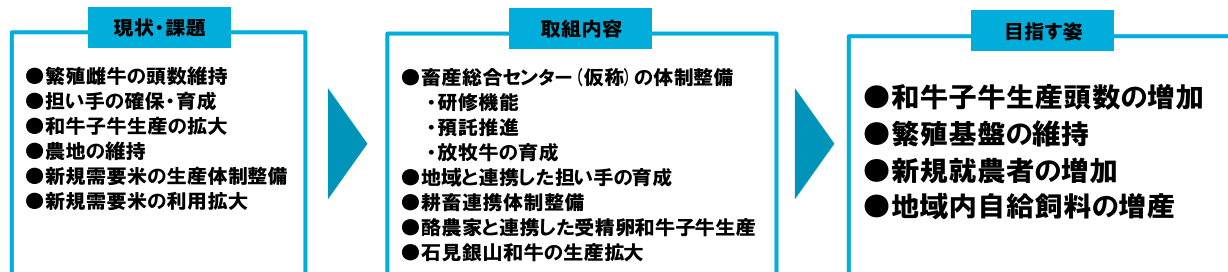 現状・課題
●繁殖雌牛の頭数維持
●担い手の確保・育成
●和牛子牛生産の拡大
●農地の維持
●新規需要米の生産体制整備
●新規需要米の利用拡大
取組内容
●畜産総合センター（仮称）の体制整備
・研修機能
・預託推進
・放牧牛の育成
●地域と連携した担い手の育成
●耕畜連携体制整備
●酪農家と連携した受精卵和牛子牛生産
●石見銀山和牛の生産拡大
目指す姿
●和牛子牛生産頭数の増加
●繁殖基盤の維持
●新規就農者の増加
●地域内自給飼料の増産